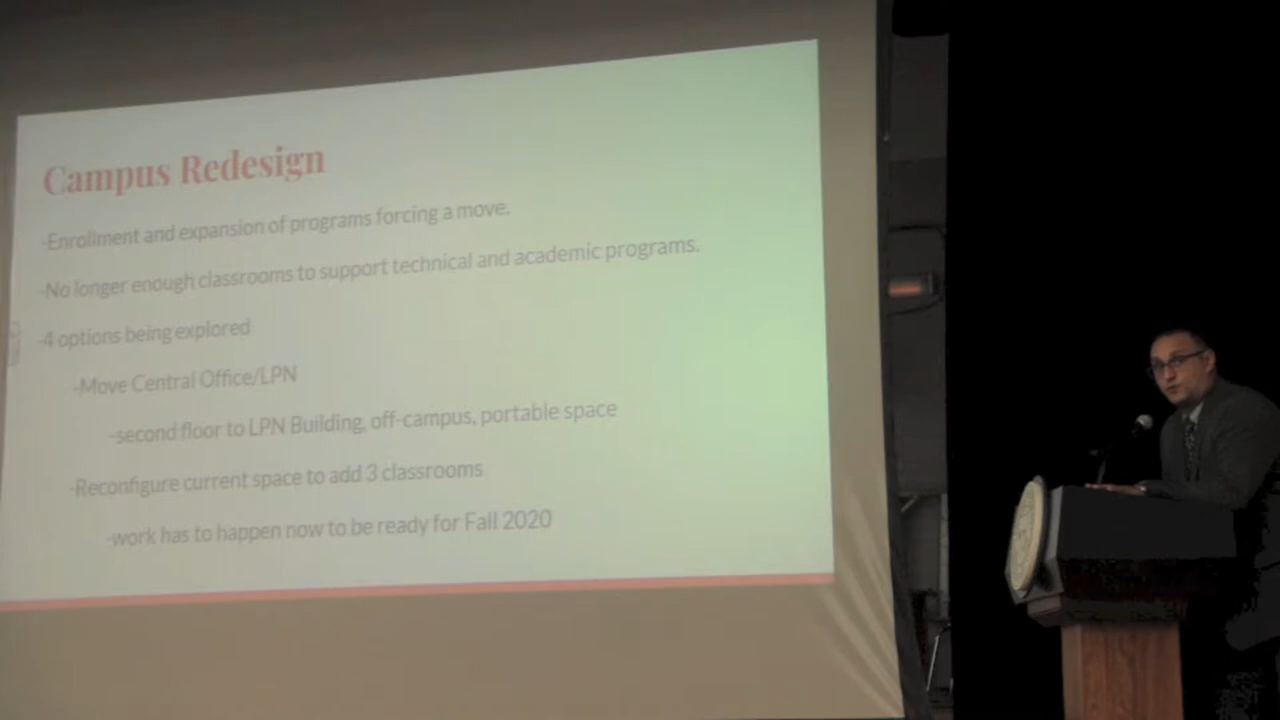 Campus Redesign
-Enrollment and expansion of programs forcing a move.
-No longer enough classrooms to support technical and academic programs.
-4 options being explored
-Move Central Office/LPN
-second floor to LPN Building, off-campus, portable space
-Reconfigure current space to add 3 classrooms
-work has to happen now to be ready for Fall 2020